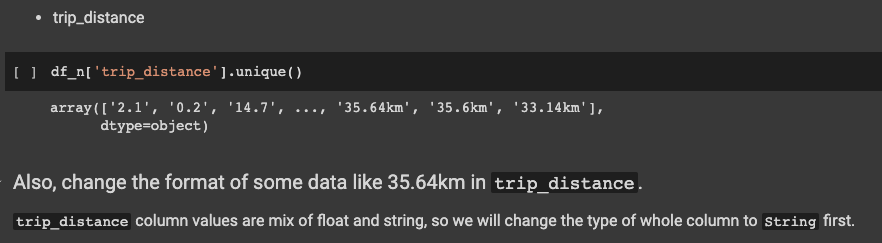 • trip_distance
[ ] df_n['trip_distance'].unique()
array(['2.1', '0.2', '14.7', ..., '35.64km', '35.6km', '33.14km'],
dtype=object)
Also, change the format of some data like 35.64km in trip_distance.
trip_distance column values are mix of float and string, so we will change the type of whole column to String first.